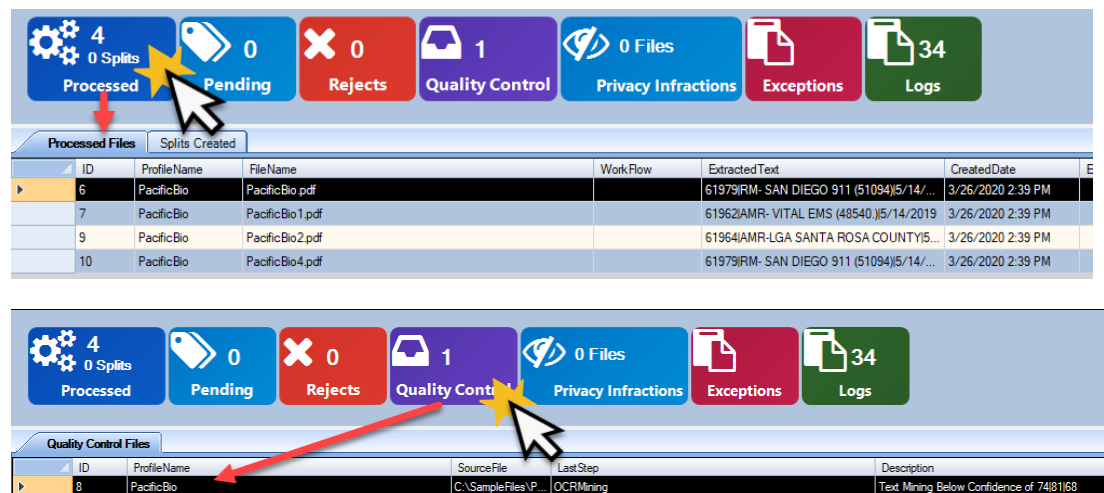 4 0 0 1 0 Files 34
0 Splits
Processed Pending Rejects Quality Control Privacy Infractions Exceptions Logs
Processed Files Splits Created
ID ProfileName FileName WorkFlow ExtractedText CreatedDate E
6 PacificBio PacificBio.pdf 61979|RM- SAN DIEGO 911 (51094)|5/14/... 3/26/2020 2:39 PM
7 PacificBio PacificBio1.pdf 61962|AMR- VITAL EMS (48540.)|5/14/2019 3/26/2020 2:39 PM
9 PacificBio PacificBio2.pdf 61964|AMR-LGA SANTA ROSA COUNTY|5... 3/26/2020 2:39 PM
10 PacificBio PacificBio4.pdf 61979|RM- SAN DIEGO 911 (51094)|5/14/... 3/26/2020 2:39 PM
4 0 0 1 0 Files 34
0 Splits
Processed Pending Rejects Quality Control Privacy Infractions Exceptions Logs
Quality Control Files
ID ProfileName SourceFile LastStep Description
8 PacificBio C:\SampleFiles\P... OCRMining Text Mining Below Confidence of 74|81|68